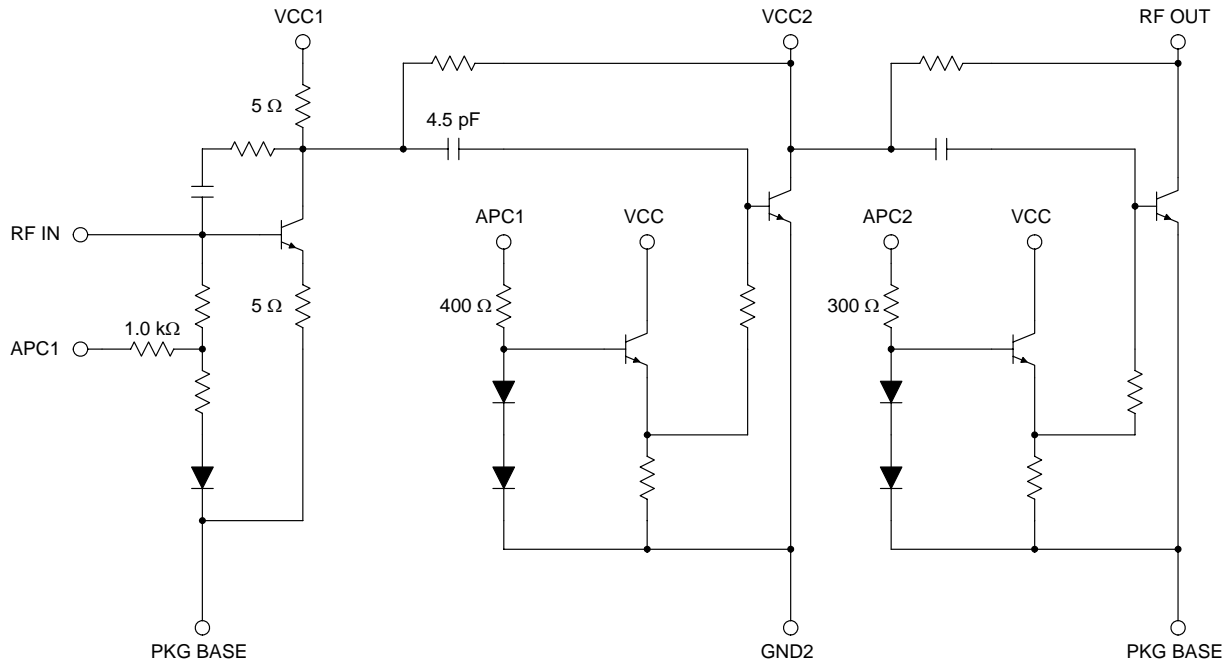 VCC1
VCC2
RF OUT
5 Ω
4.5 pF
APC1
VCC
APC2
VCC
RF IN
5 Ω
400 Ω
300 Ω
1.0 kΩ
APC1
PKG BASE
GND2
PKG BASE